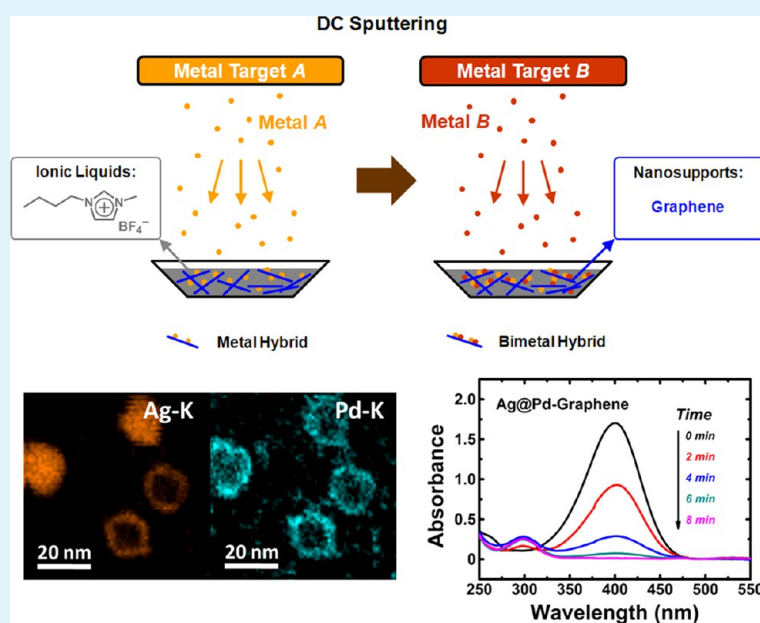 DC Sputtering
Metal Target A
Metal Target B
Metal A
Metal B
Ionic Liquids:
N
N
+
BF₄⁻
Nanosupports:
Graphene
Metal Hybrid
Bimetal Hybrid
Ag-K
Pd-K
20 nm
20 nm
Ag@Pd-Graphene
Time
0 min
2 min
4 min
6 min
8 min
Absorbance
2.0
1.5
1.0
0.5
0
250 300 350 400 450 500 550
Wavelength (nm)